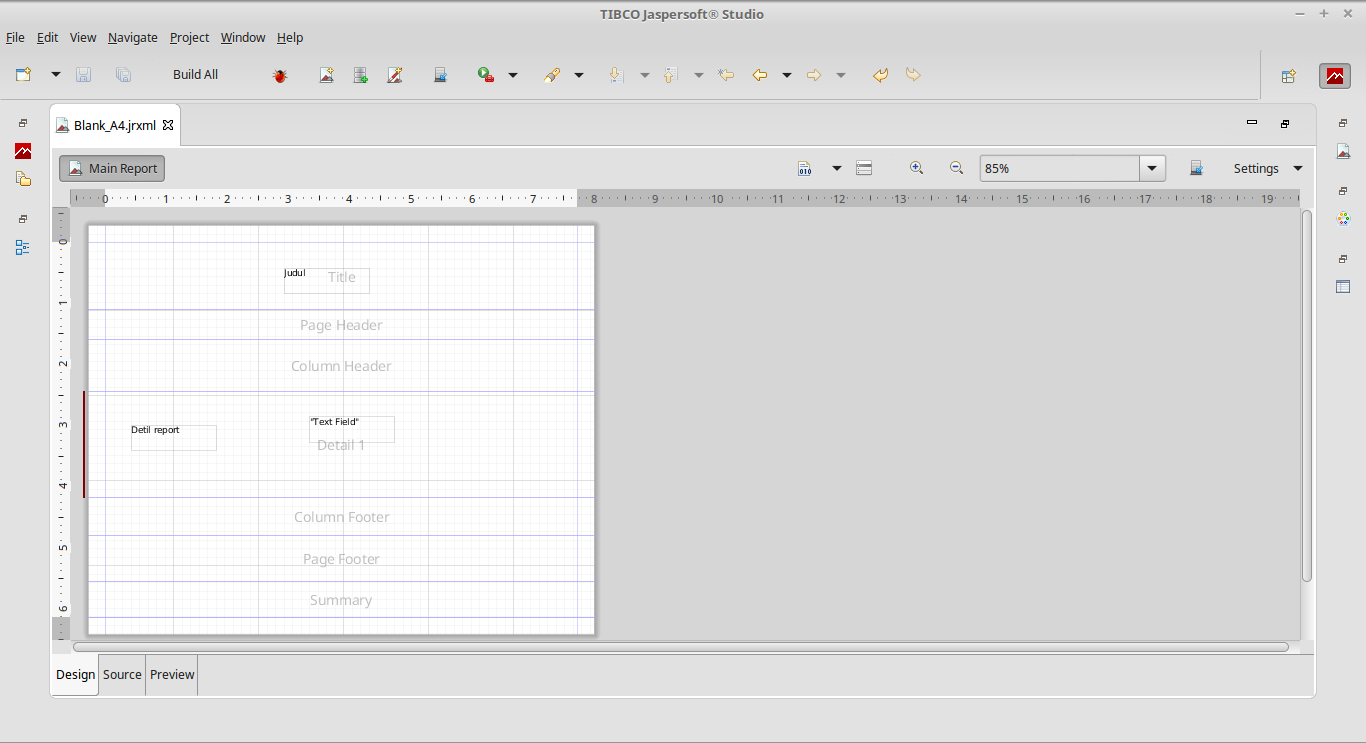 TIBCO Jaspersoft® Studio
File Edit View Navigate Project Window Help
Build All
Blank_A4.jrxml
Main Report 85% Settings
0 1 2 3 4 5 6 7 8 9 10 11 12 13 14 15 16 17 18 19
0
Judul Title
1
Page Header
2
Column Header
3
"Text Field"
Detil report
Detail 1
4
Column Footer
5
Page Footer
6
Summary
Design Source Preview